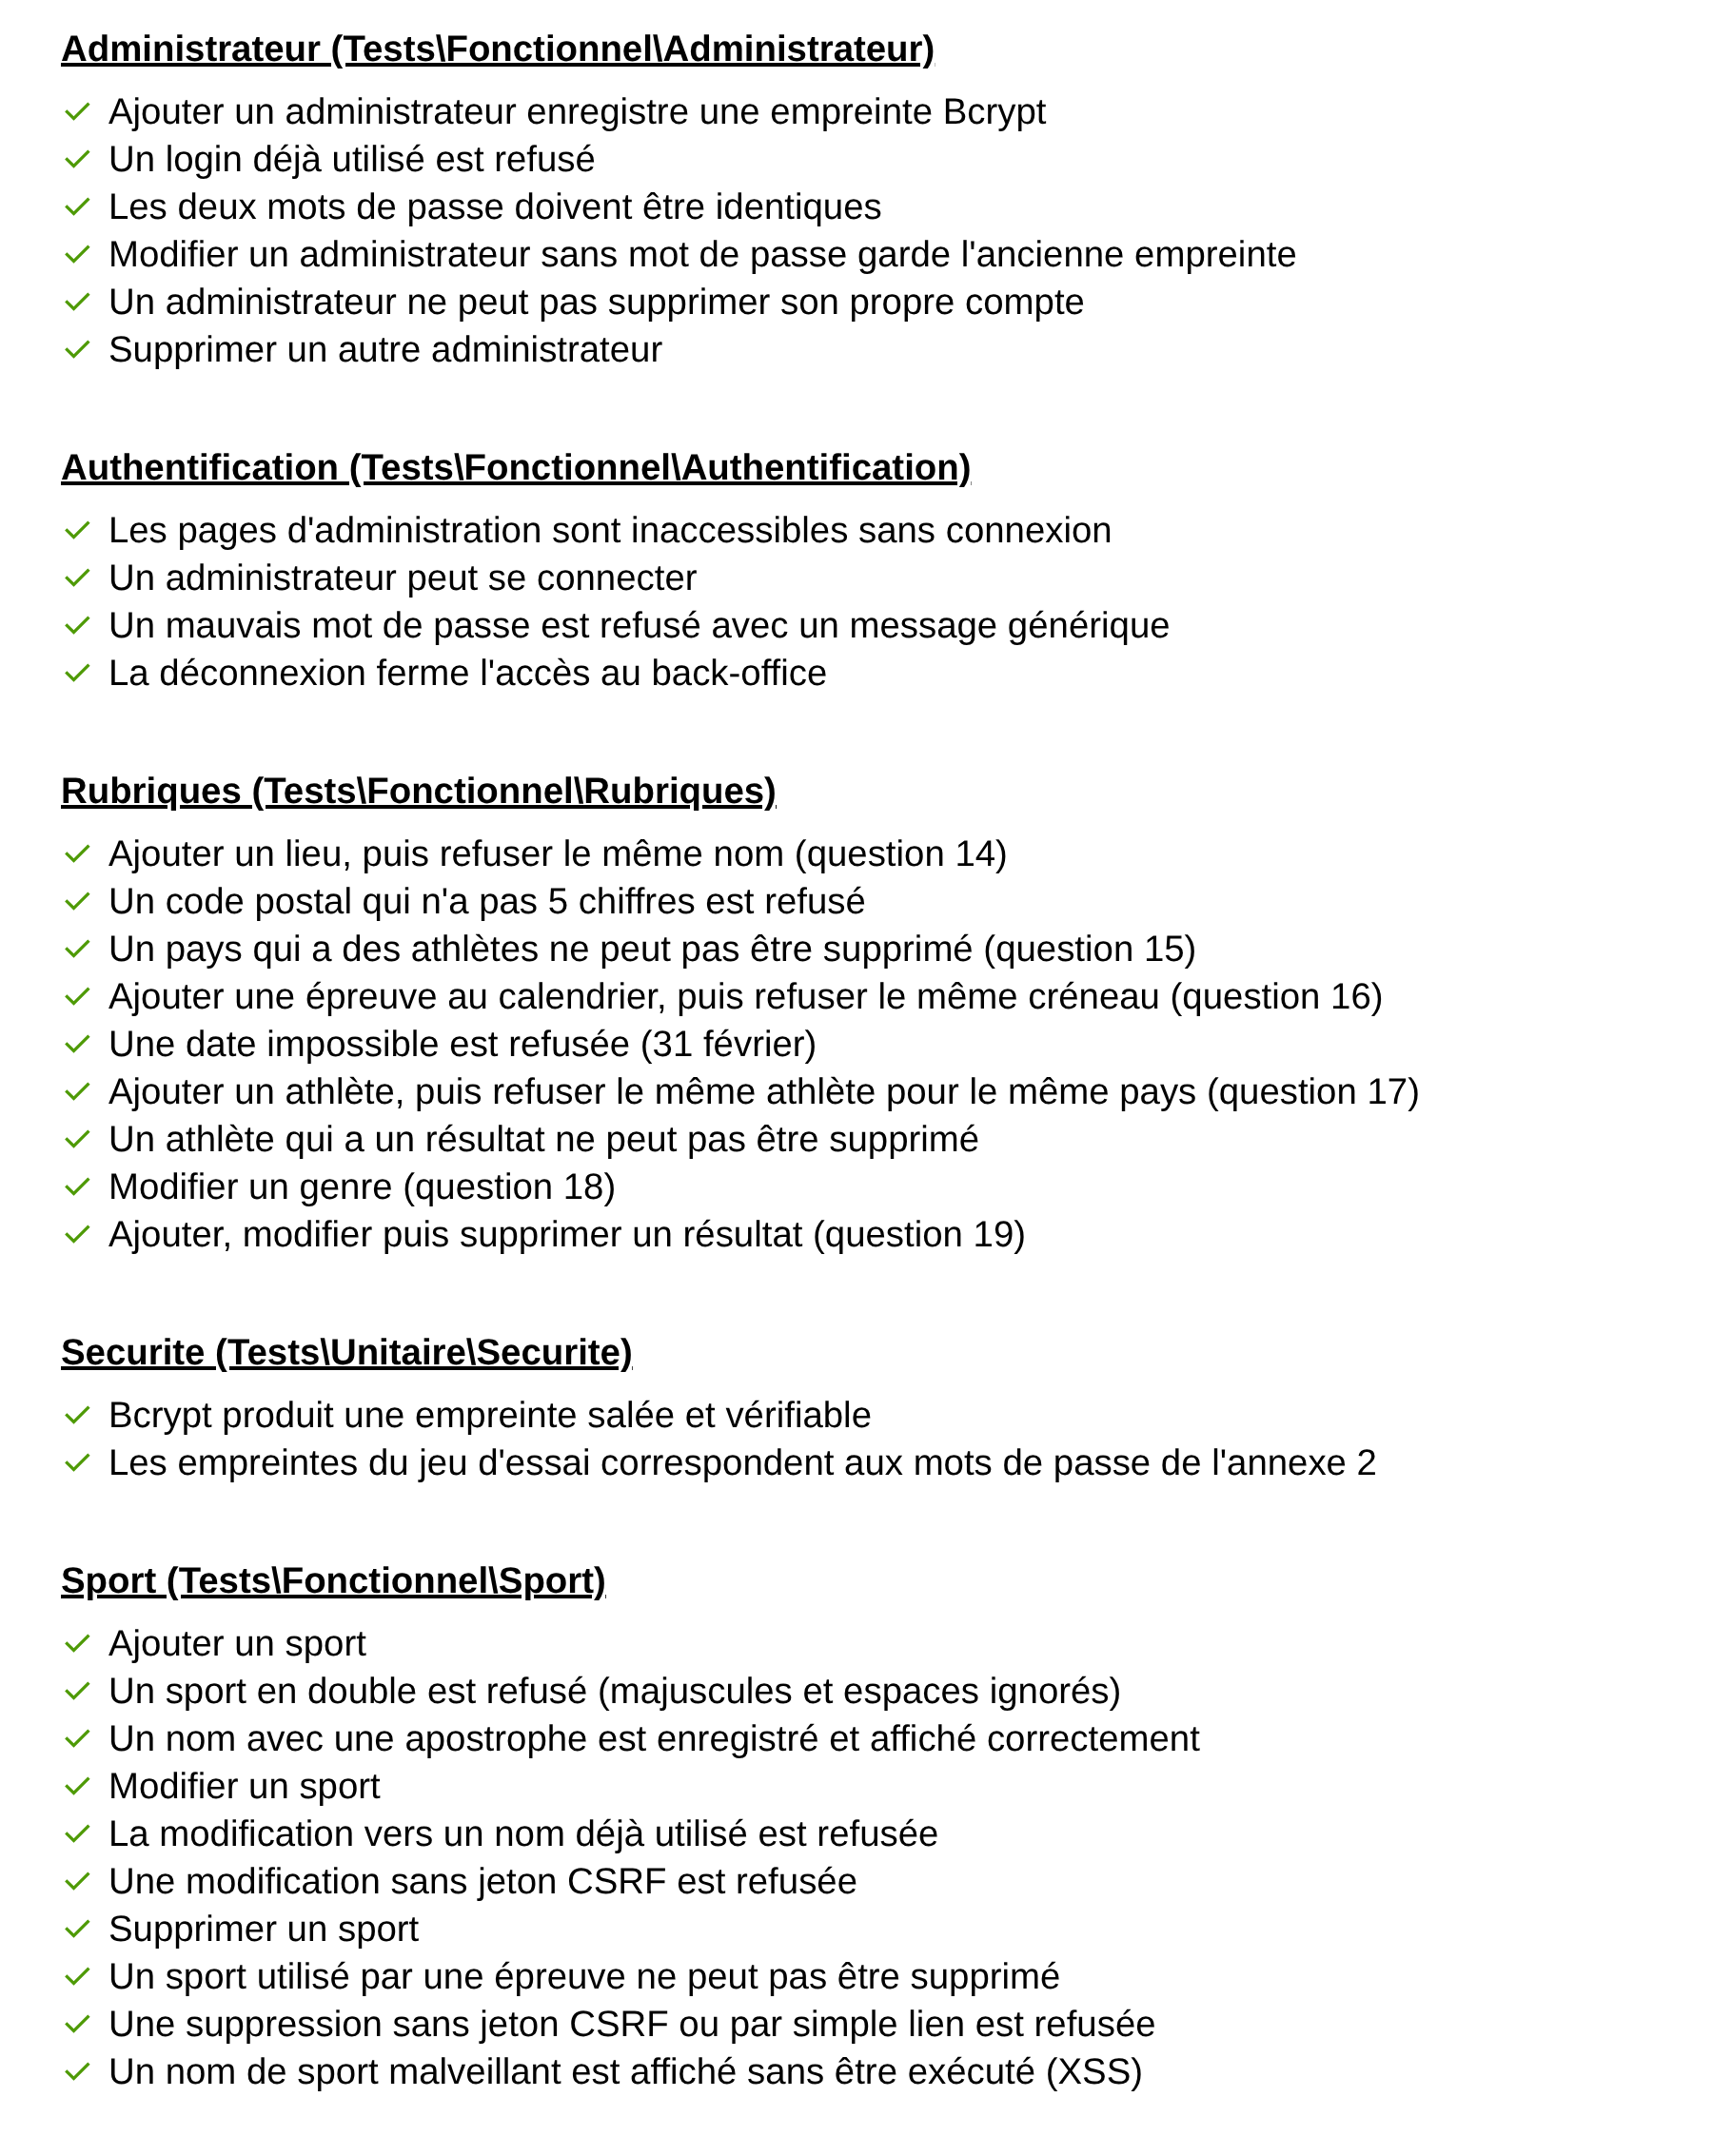 Administrateur (Tests\Fonctionnel\Administrateur)
✓ Ajouter un administrateur enregistre une empreinte Bcrypt
✓ Un login déjà utilisé est refusé
✓ Les deux mots de passe doivent être identiques
✓ Modifier un administrateur sans mot de passe garde l'ancienne empreinte
✓ Un administrateur ne peut pas supprimer son propre compte
✓ Supprimer un autre administrateur
Authentification (Tests\Fonctionnel\Authentification)
✓ Les pages d'administration sont inaccessibles sans connexion
✓ Un administrateur peut se connecter
✓ Un mauvais mot de passe est refusé avec un message générique
✓ La déconnexion ferme l'accès au back-office
Rubriques (Tests\Fonctionnel\Rubriques)
✓ Ajouter un lieu, puis refuser le même nom (question 14)
✓ Un code postal qui n'a pas 5 chiffres est refusé
✓ Un pays qui a des athlètes ne peut pas être supprimé (question 15)
✓ Ajouter une épreuve au calendrier, puis refuser le même créneau (question 16)
✓ Une date impossible est refusée (31 février)
✓ Ajouter un athlète, puis refuser le même athlète pour le même pays (question 17)
✓ Un athlète qui a un résultat ne peut pas être supprimé
✓ Modifier un genre (question 18)
✓ Ajouter, modifier puis supprimer un résultat (question 19)
Securite (Tests\Unitaire\Securite)
✓ Bcrypt produit une empreinte salée et vérifiable
✓ Les empreintes du jeu d'essai correspondent aux mots de passe de l'annexe 2
Sport (Tests\Fonctionnel\Sport)
✓ Ajouter un sport
✓ Un sport en double est refusé (majuscules et espaces ignorés)
✓ Un nom avec une apostrophe est enregistré et affiché correctement
✓ Modifier un sport
✓ La modification vers un nom déjà utilisé est refusée
✓ Une modification sans jeton CSRF est refusée
✓ Supprimer un sport
✓ Un sport utilisé par une épreuve ne peut pas être supprimé
✓ Une suppression sans jeton CSRF ou par simple lien est refusée
✓ Un nom de sport malveillant est affiché sans être exécuté (XSS)